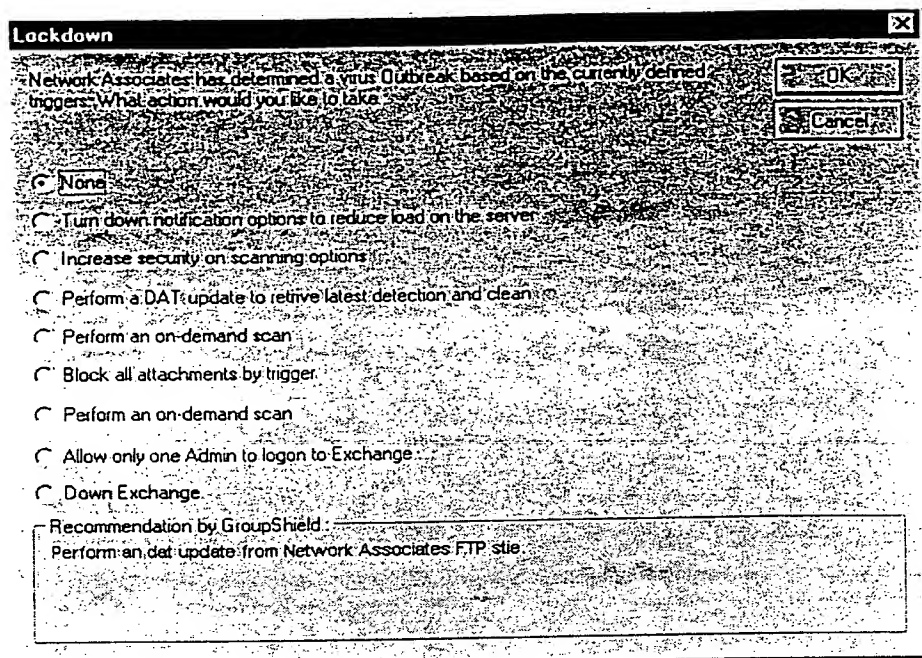 Lockdown
Network Associates has determined a virus Outbreak based on the currently defined
triggers. What action would you like to take
OK
Cancel
None
Turn down notification options to reduce load on the server
Increase security on scanning options
Perform a DAT update to retrive latest detection and clean
Perform an on-demand scan
Block all attachments by trigger
Perform an on-demand scan
Allow only one Admin to logon to Exchange
Down Exchange
Recommendation by GroupShield :
Perform an dat update from Network Associates FTP stie.